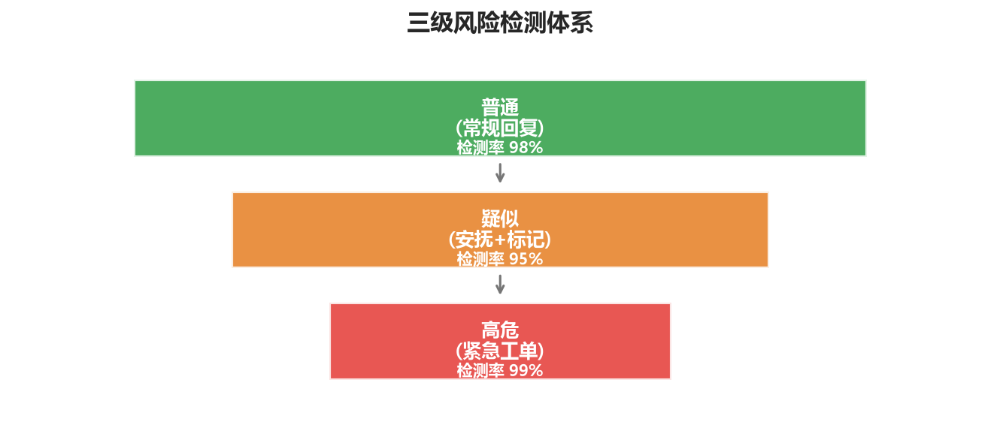 三级风险检测体系
普通
(常规回复)
检测率 98%
疑似
(安抚+标记)
检测率 95%
高危
(紧急工单)
检测率 99%